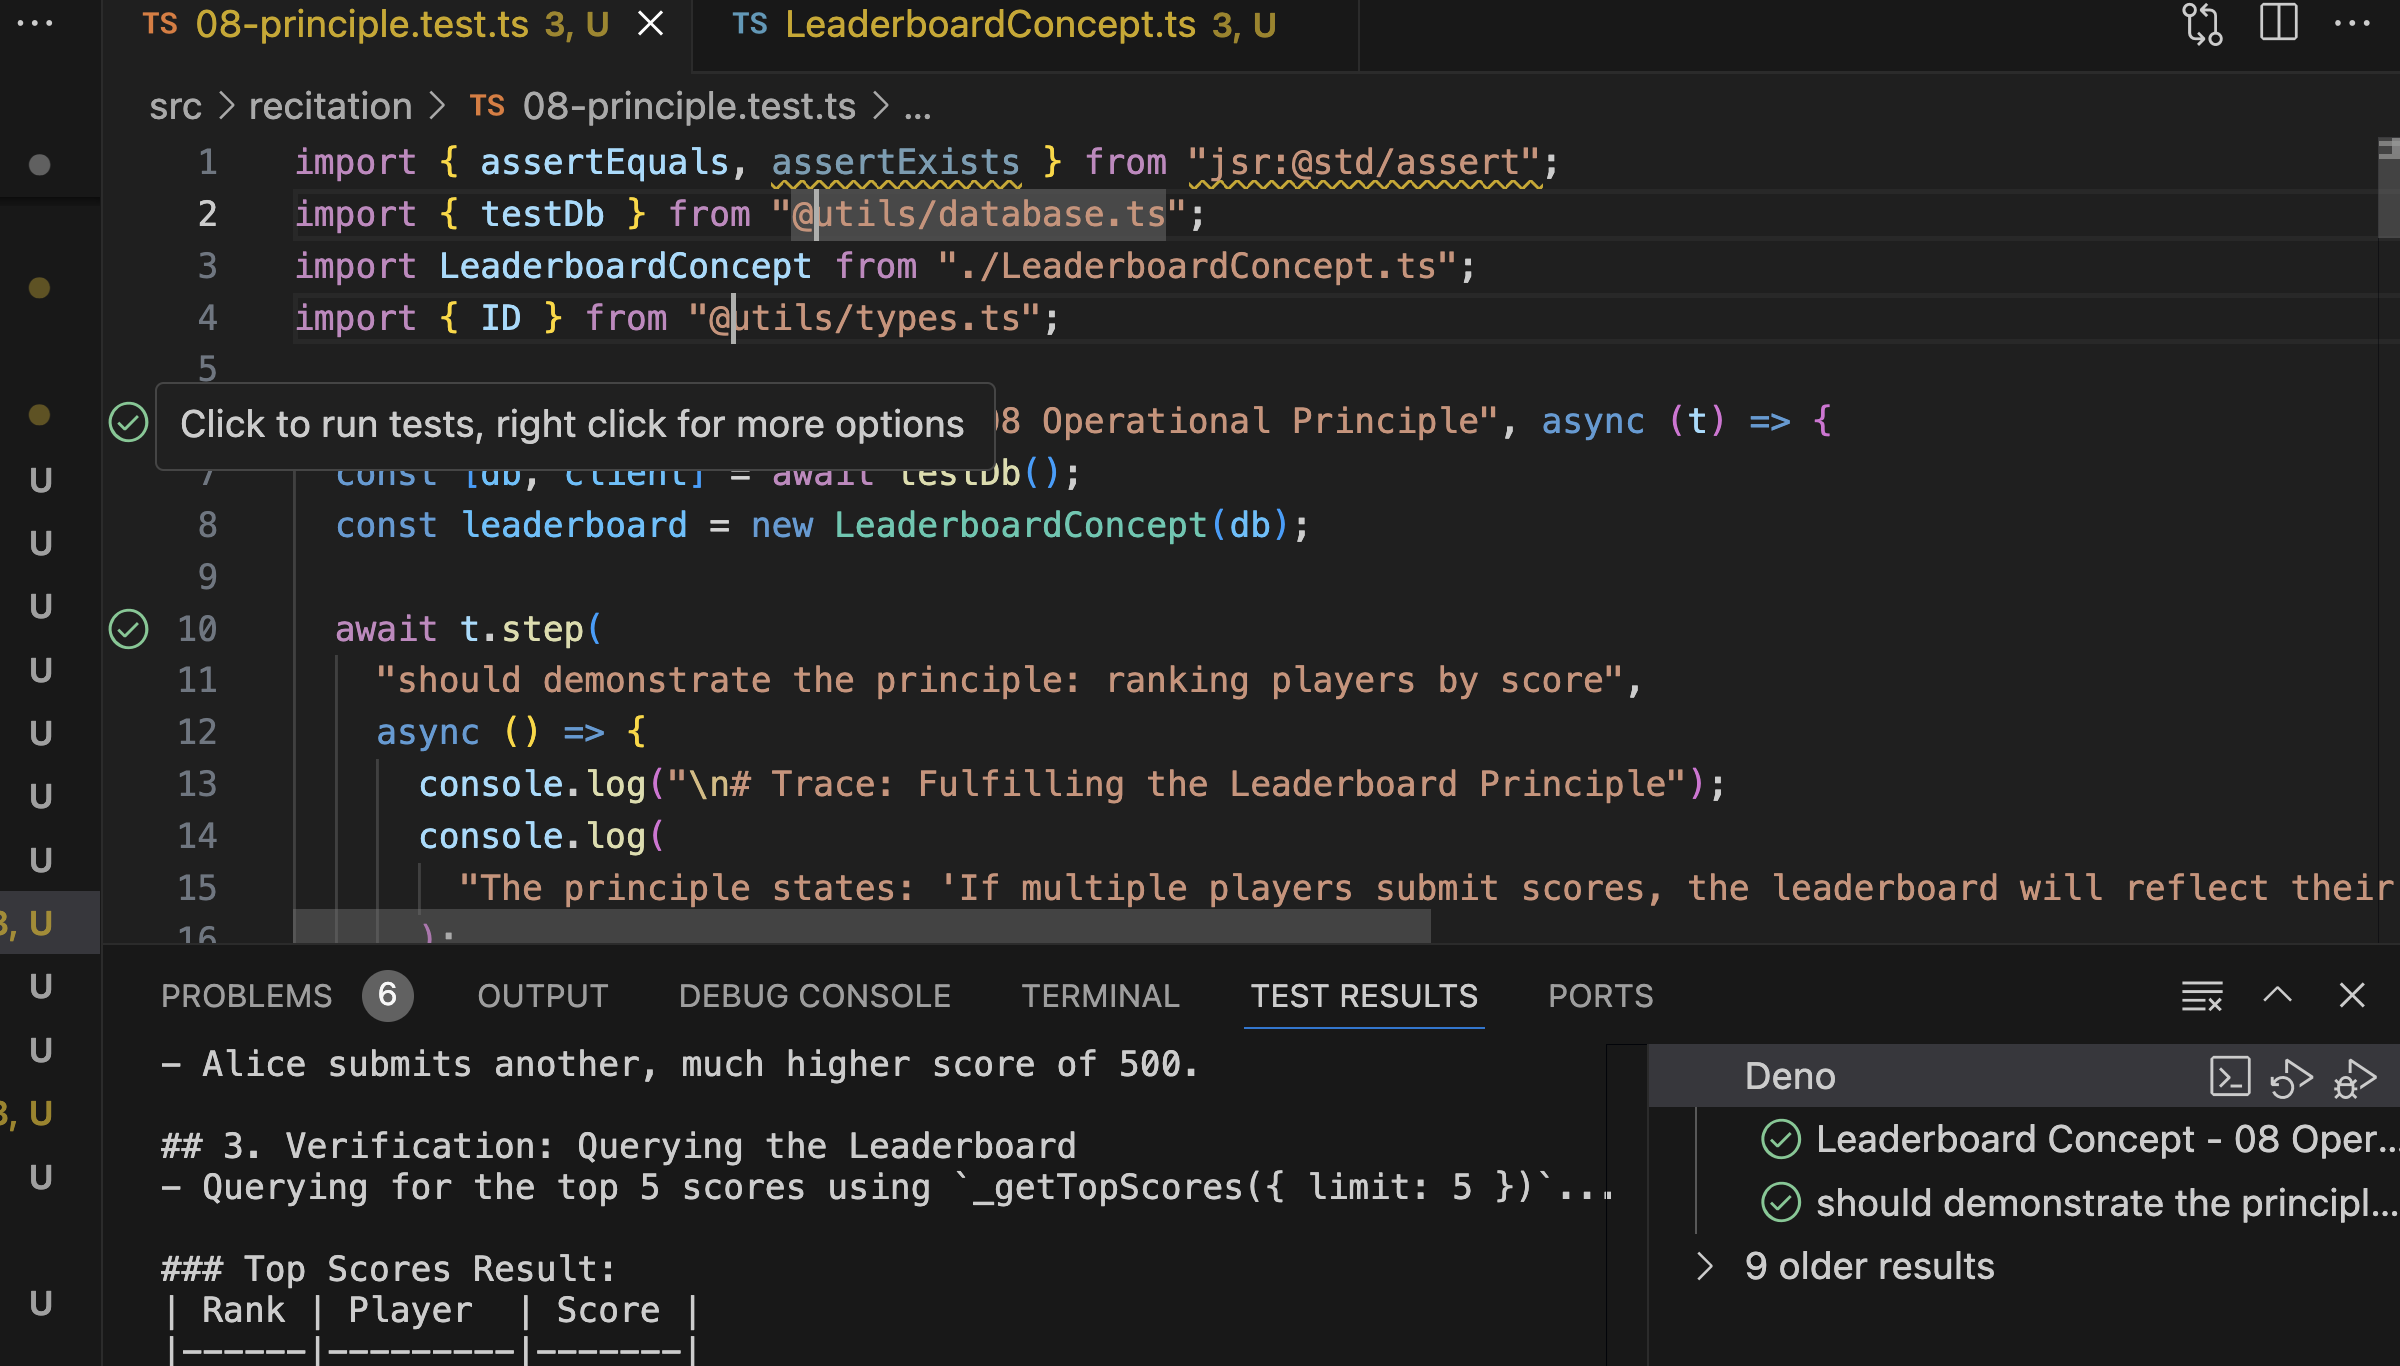 TS 08-principle.test.ts 3, U
TS LeaderboardConcept.ts 3, U
src > recitation > TS 08-principle.test.ts > ...
1 import { assertEquals, assertExists } from "jsr:@std/assert";
2 import { testDb } from "@utils/database.ts";
3 import LeaderboardConcept from "./LeaderboardConcept.ts";
4 import { ID } from "@utils/types.ts";
5
Click to run tests, right click for more options
8 Operational Principle", async (t) => {
7 const [db, client] = await testDb();
8 const leaderboard = new LeaderboardConcept(db);
9
10 await t.step(
11 "should demonstrate the principle: ranking players by score",
12 async () => {
13 console.log("\n# Trace: Fulfilling the Leaderboard Principle");
14 console.log(
15 "The principle states: 'If multiple players submit scores, the leaderboard will reflect their
16 );
U
U
U
U
U
U
U
3, U
U
U
3, U
U
U
PROBLEMS 6 OUTPUT DEBUG CONSOLE TERMINAL TEST RESULTS PORTS
- Alice submits another, much higher score of 500.
## 3. Verification: Querying the Leaderboard
- Querying for the top 5 scores using `_getTopScores({ limit: 5 })`...
### Top Scores Result:
| Rank | Player  | Score |
|------|---------|-------|
Deno
Leaderboard Concept - 08 Oper...
should demonstrate the principl...
9 older results